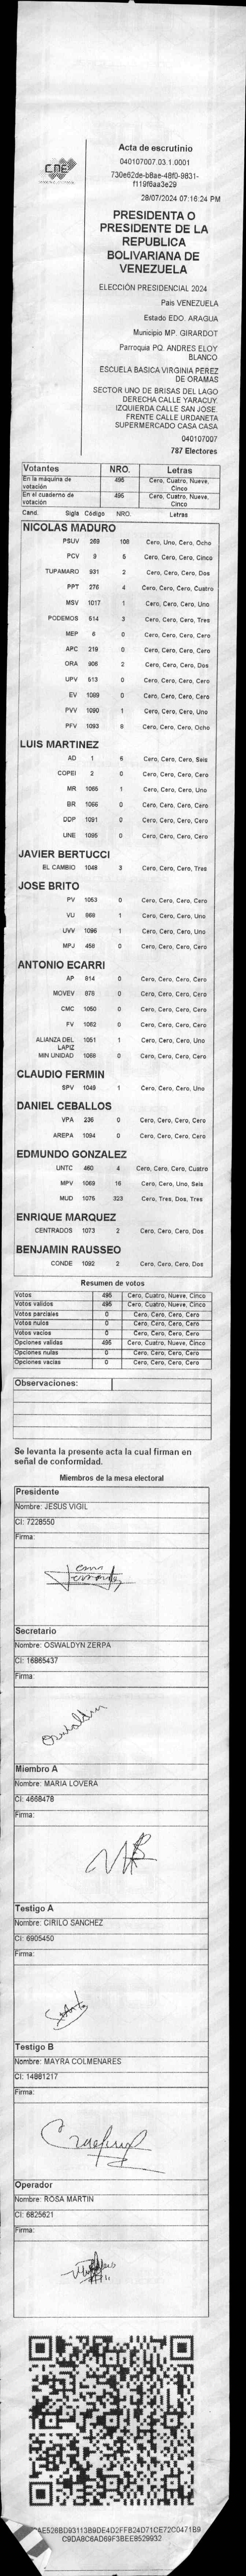 CNE
Acta de escrutinio
040107007.03.1.0001
730e62de-b8ae-48f0-9831-
f119f6aa3e29
28/07/2024 07:16:24 PM
PRESIDENTA O
PRESIDENTE DE LA
REPUBLICA
BOLIVARIANA DE
VENEZUELA
ELECCIÓN PRESIDENCIAL 2024
País VENEZUELA
Estado EDO. ARAGUA
Municipio MP. GIRARDOT
Parroquia PQ. ANDRES ELOY
BLANCO
ESCUELA BASICA VIRGINIA PEREZ
DE ORAMAS
SECTOR UNO DE BRISAS DEL LAGO
DERECHA CALLE YARACUY.
IZQUIERDA CALLE SAN JOSE.
FRENTE CALLE URDANETA
SUPERMERCADO CASA CASA
040107007
787 Electores
Votantes NRO. Letras
En la máquina de votación 495 Cero, Cuatro, Nueve, Cinco
En el cuaderno de votación 495 Cero, Cuatro, Nueve, Cinco
Cand. Sigla Código NRO. Letras
NICOLAS MADURO
PSUV 269 108 Cero, Uno, Cero, Ocho
PCV 9 5 Cero, Cero, Cero, Cinco
TUPAMARO 931 2 Cero, Cero, Cero, Dos
PPT 276 4 Cero, Cero, Cero, Cuatro
MSV 1017 1 Cero, Cero, Cero, Uno
PODEMOS 514 3 Cero, Cero, Cero, Tres
MEP 6 0 Cero, Cero, Cero, Cero
APC 219 0 Cero, Cero, Cero, Cero
ORA 906 2 Cero, Cero, Cero, Dos
UPV 513 0 Cero, Cero, Cero, Cero
EV 1089 0 Cero, Cero, Cero, Cero
PVV 1090 1 Cero, Cero, Cero, Uno
PFV 1093 8 Cero, Cero, Cero, Ocho
LUIS MARTINEZ
AD 1 6 Cero, Cero, Cero, Seis
COPEI 2 0 Cero, Cero, Cero, Cero
MR 1065 1 Cero, Cero, Cero, Uno
BR 1066 0 Cero, Cero, Cero, Cero
DDP 1091 0 Cero, Cero, Cero, Cero
UNE 1095 0 Cero, Cero, Cero, Cero
JAVIER BERTUCCI
EL CAMBIO 1048 3 Cero, Cero, Cero, Tres
JOSE BRITO
PV 1053 0 Cero, Cero, Cero, Cero
VU 868 1 Cero, Cero, Cero, Uno
UVV 1096 1 Cero, Cero, Cero, Uno
MPJ 456 0 Cero, Cero, Cero, Cero
ANTONIO ECARRI
AP 614 0 Cero, Cero, Cero, Cero
MOVEV 878 0 Cero, Cero, Cero, Cero
CMC 1050 0 Cero, Cero, Cero, Cero
FV 1062 0 Cero, Cero, Cero, Cero
ALIANZA DEL LAPIZ 1051 1 Cero, Cero, Cero, Uno
MIN UNIDAD 1068 0 Cero, Cero, Cero, Cero
CLAUDIO FERMIN
SPV 1049 1 Cero, Cero, Cero, Uno
DANIEL CEBALLOS
VPA 236 0 Cero, Cero, Cero, Cero
AREPA 1094 0 Cero, Cero, Cero, Cero
EDMUNDO GONZALEZ
UNTC 460 4 Cero, Cero, Cero, Cuatro
MPV 1069 16 Cero, Cero, Uno, Seis
MUD 1076 323 Cero, Tres, Dos, Tres
ENRIQUE MARQUEZ
CENTRADOS 1073 2 Cero, Cero, Cero, Dos
BENJAMIN RAUSSEO
CONDE 1092 2 Cero, Cero, Cero, Dos
Resumen de votos
Votos 495 Cero, Cuatro, Nueve, Cinco
Votos validos 495 Cero, Cuatro, Nueve, Cinco
Votos parciales 0 Cero, Cero, Cero, Cero
Votos nulos 0 Cero, Cero, Cero, Cero
Votos vacios 0 Cero, Cero, Cero, Cero
Opciones validas 495 Cero, Cuatro, Nueve, Cinco
Opciones nulas 0 Cero, Cero, Cero, Cero
Opciones vacias 0 Cero, Cero, Cero, Cero
Observaciones:
Se levanta la presente acta la cual firman en
señal de conformidad.
Miembros de la mesa electoral
Presidente
Nombre: JESUS VIGIL
CI: 7228550
Firma:
Secretario
Nombre: OSWALDYN ZERPA
CI: 16865437
Firma:
Oswaldyn
Miembro A
Nombre: MARIA LOVERA
CI: 4668478
Firma:
Testigo A
Nombre: CIRILO SANCHEZ
CI: 6905450
Firma:
Testigo B
Nombre: MAYRA COLMENARES
CI: 14881217
Firma:
Operador
Nombre: ROSA MARTIN
CI: 6825621
Firma:
AE526BD93113B9DE4D2FFB24D71CE72C0471B9
C9DA8C6AD69F3BEE8529932